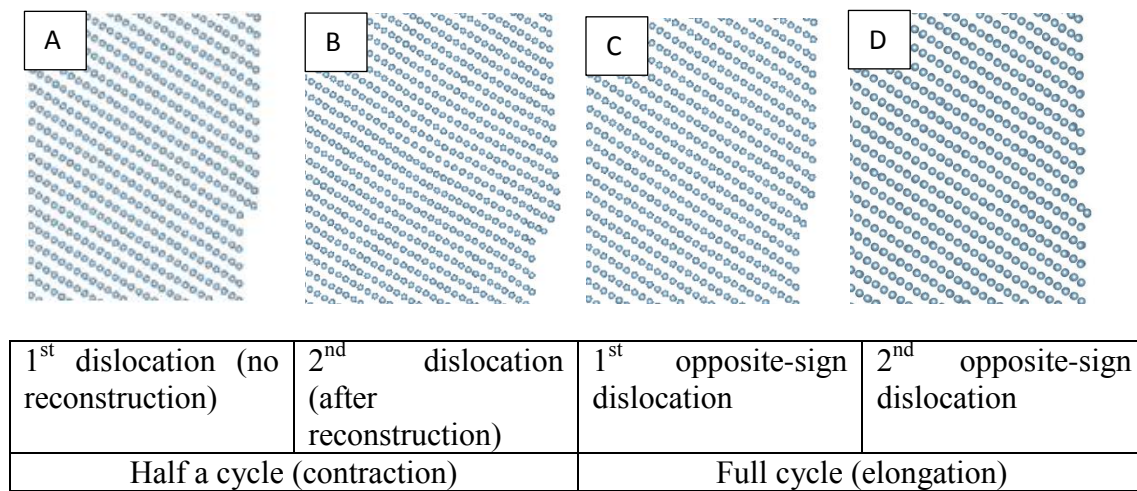 A
B
C
D
1st dislocation (no reconstruction)
2nd dislocation (after reconstruction)
1st opposite-sign dislocation
2nd opposite-sign dislocation
Half a cycle (contraction)
Full cycle (elongation)